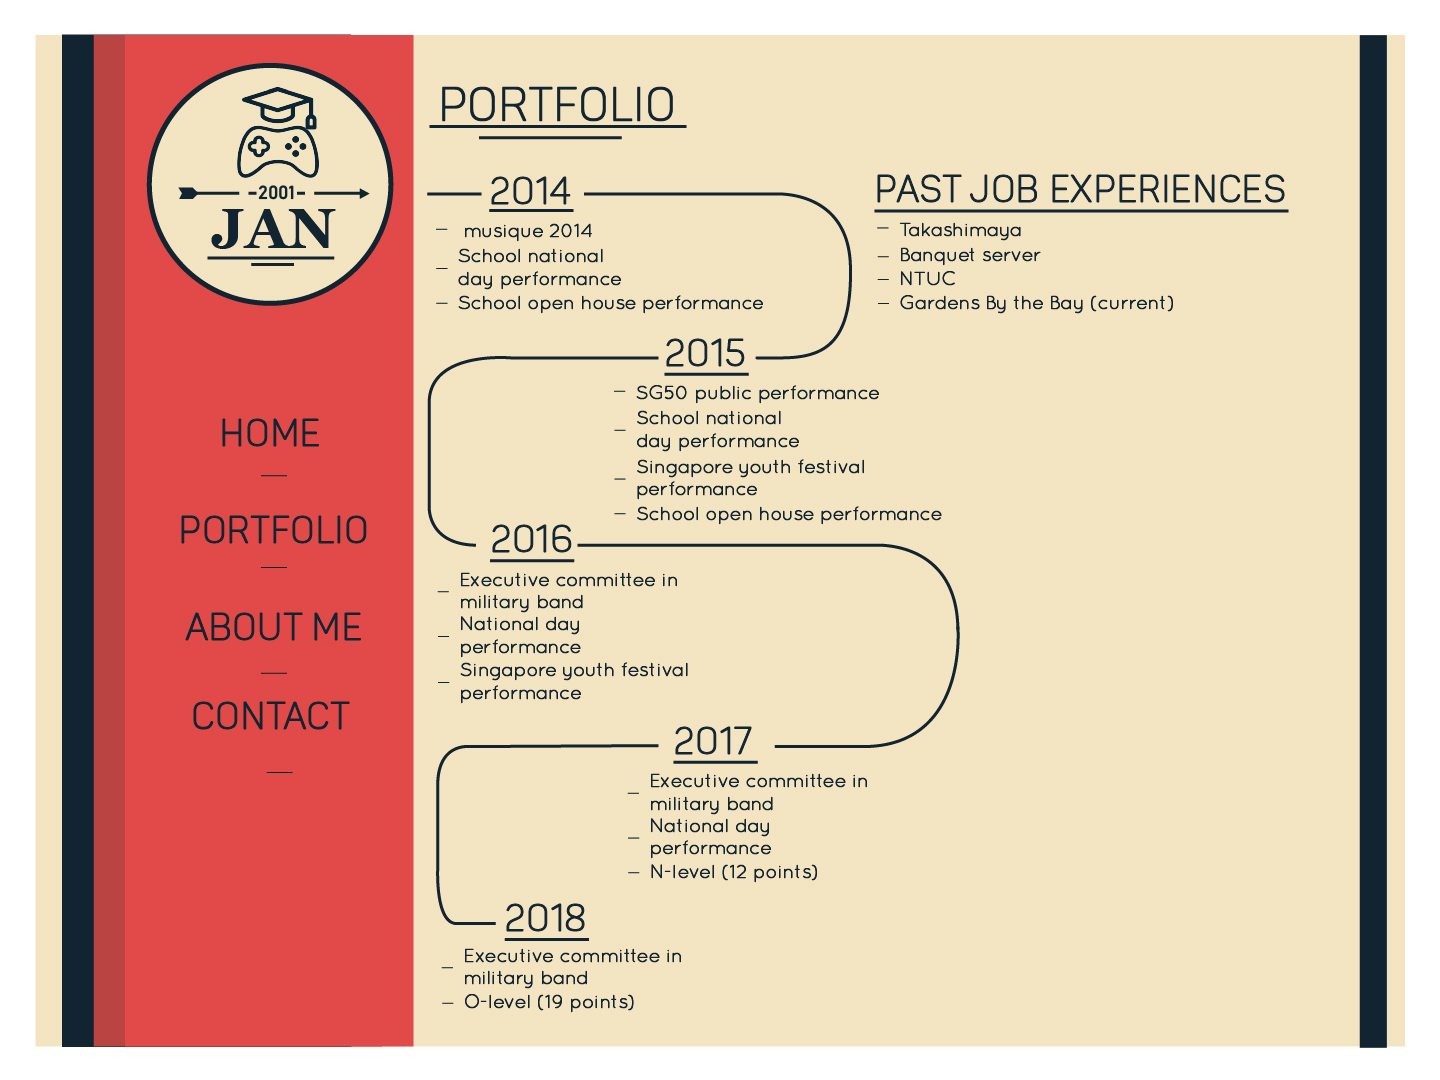 -2001-
JAN
HOME
PORTFOLIO
ABOUT ME
CONTACT
PORTFOLIO
2014
– musique 2014
– School national
day performance
– School open house performance
2015
– SG50 public performance
– School national
day performance
– Singapore youth festival
performance
– School open house performance
2016
– Executive committee in
military band
– National day
performance
– Singapore youth festival
performance
2017
– Executive committee in
military band
– National day
performance
– N-level (12 points)
2018
– Executive committee in
military band
– O-level (19 points)
PAST JOB EXPERIENCES
– Takashimaya
– Banquet server
– NTUC
– Gardens By the Bay (current)